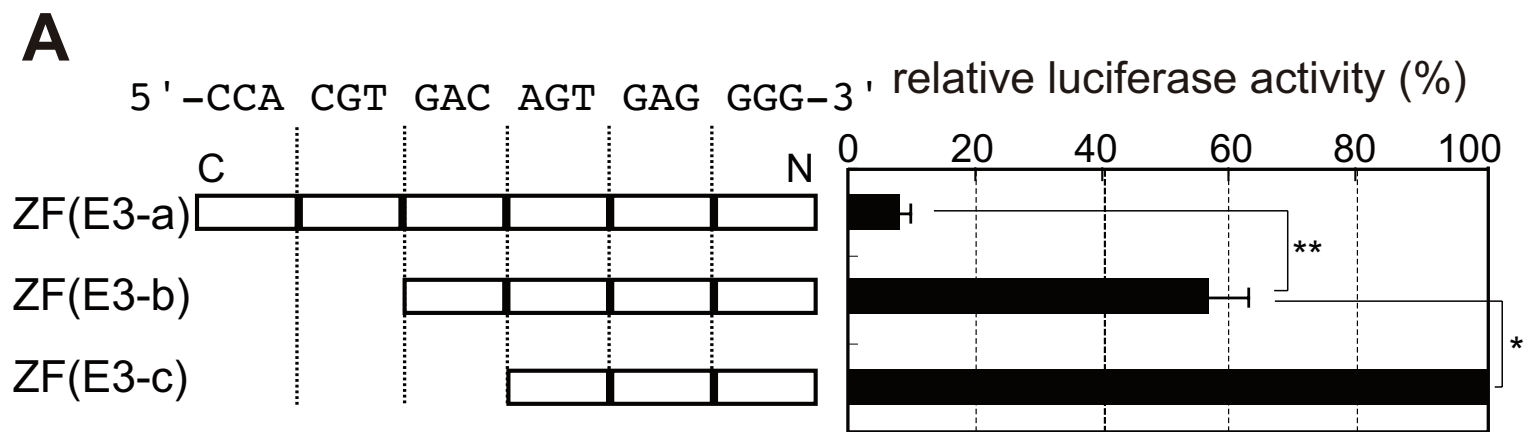 A
5'-CCA CGT GAC AGT GAG GGG-3'
relative luciferase activity (%)
0 20 40 60 80 100
C N
ZF(E3-a)
**
ZF(E3-b)
*
ZF(E3-c)